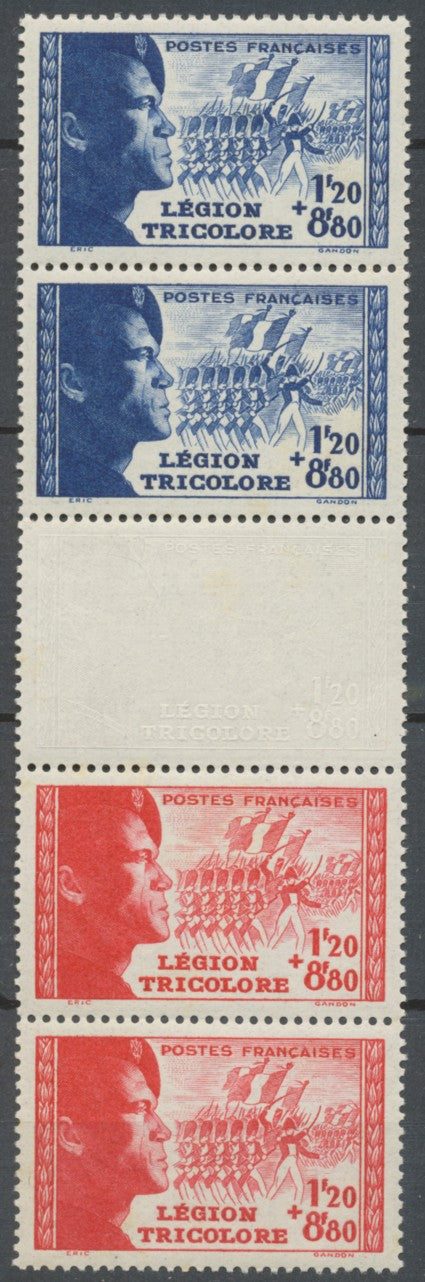 POSTES FRANÇAISES
1F20
LÉGION +8F80
TRICOLORE
ERIC GANDON
POSTES FRANÇAISES
1F20
LÉGION +8F80
TRICOLORE
ERIC GANDON
POSTES FRANÇAISES
1F20
LÉGION +8F80
TRICOLORE
POSTES FRANÇAISES
1F20
LÉGION +8F80
TRICOLORE
ERIC GANDON
POSTES FRANÇAISES
1F20
LÉGION +8F80
TRICOLORE
ERIC GANDON